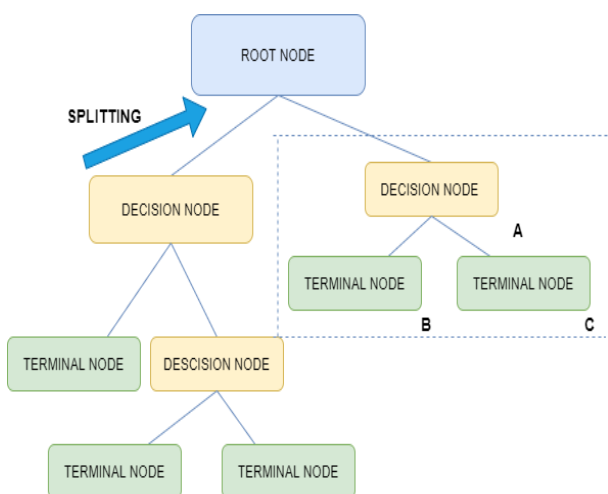 ROOT NODE
SPLITTING
DECISION NODE
DECISION NODE
A
TERMINAL NODE
TERMINAL NODE
B
C
TERMINAL NODE
DESCISION NODE
TERMINAL NODE
TERMINAL NODE